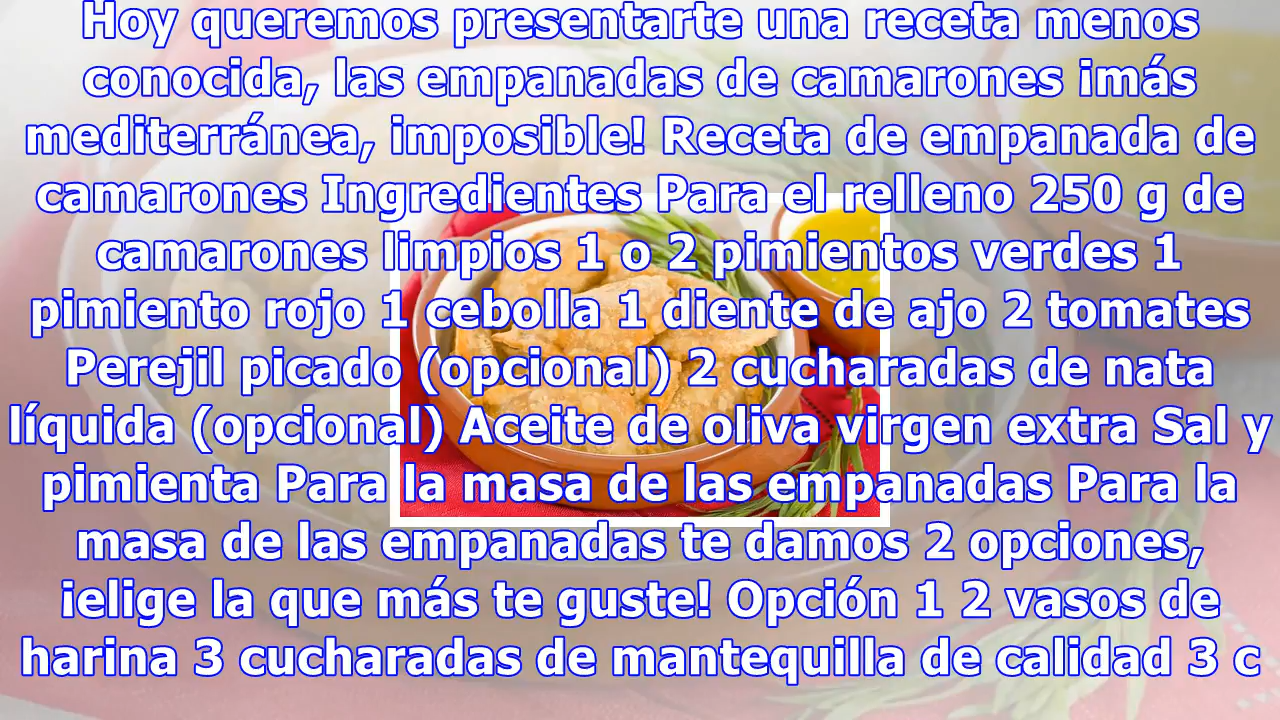 Hoy queremos presentarte una receta menos
conocida, las empanadas de camarones ¡más
mediterránea, imposible! Receta de empanada de
camarones Ingredientes Para el relleno 250 g de
camarones limpios 1 o 2 pimientos verdes 1
pimiento rojo 1 cebolla 1 diente de ajo 2 tomates
Perejil picado (opcional) 2 cucharadas de nata
líquida (opcional) Aceite de oliva virgen extra Sal y
pimienta Para la masa de las empanadas Para la
masa de las empanadas te damos 2 opciones,
¡elige la que más te guste! Opción 1 2 vasos de
harina 3 cucharadas de mantequilla de calidad 3 c